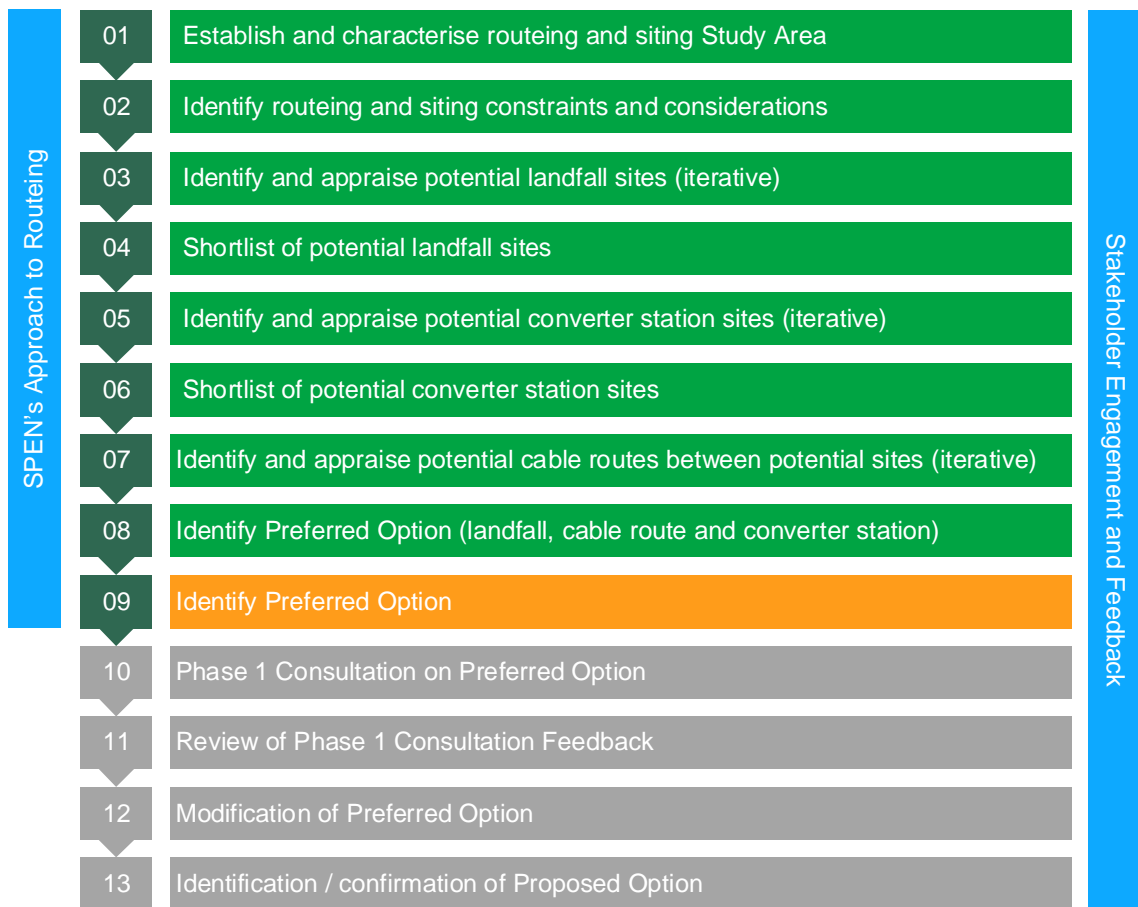 SPEN's Approach to Routeing
01
Establish and characterise routeing and siting Study Area
02
Identify routeing and siting constraints and considerations
03
Identify and appraise potential landfall sites (iterative)
04
Shortlist of potential landfall sites
05
Identify and appraise potential converter station sites (iterative)
06
Shortlist of potential converter station sites
07
Identify and appraise potential cable routes between potential sites (iterative)
08
Identify Preferred Option (landfall, cable route and converter station)
09
Identify Preferred Option
10
Phase 1 Consultation on Preferred Option
11
Review of Phase 1 Consultation Feedback
12
Modification of Preferred Option
13
Identification / confirmation of Proposed Option
Stakeholder Engagement and Feedback